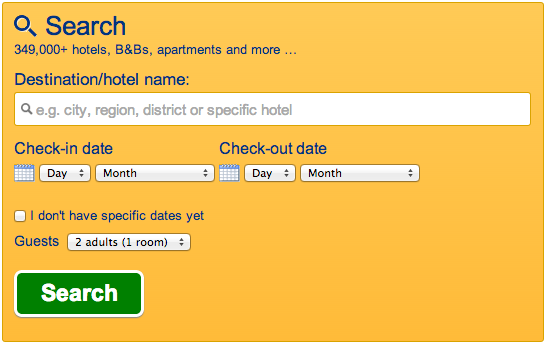 Search
349,000+ hotels, B&Bs, apartments and more …
Destination/hotel name:
e.g. city, region, district or specific hotel
Check-in date Check-out date
Day Month Day Month
I don't have specific dates yet
Guests 2 adults (1 room)
Search